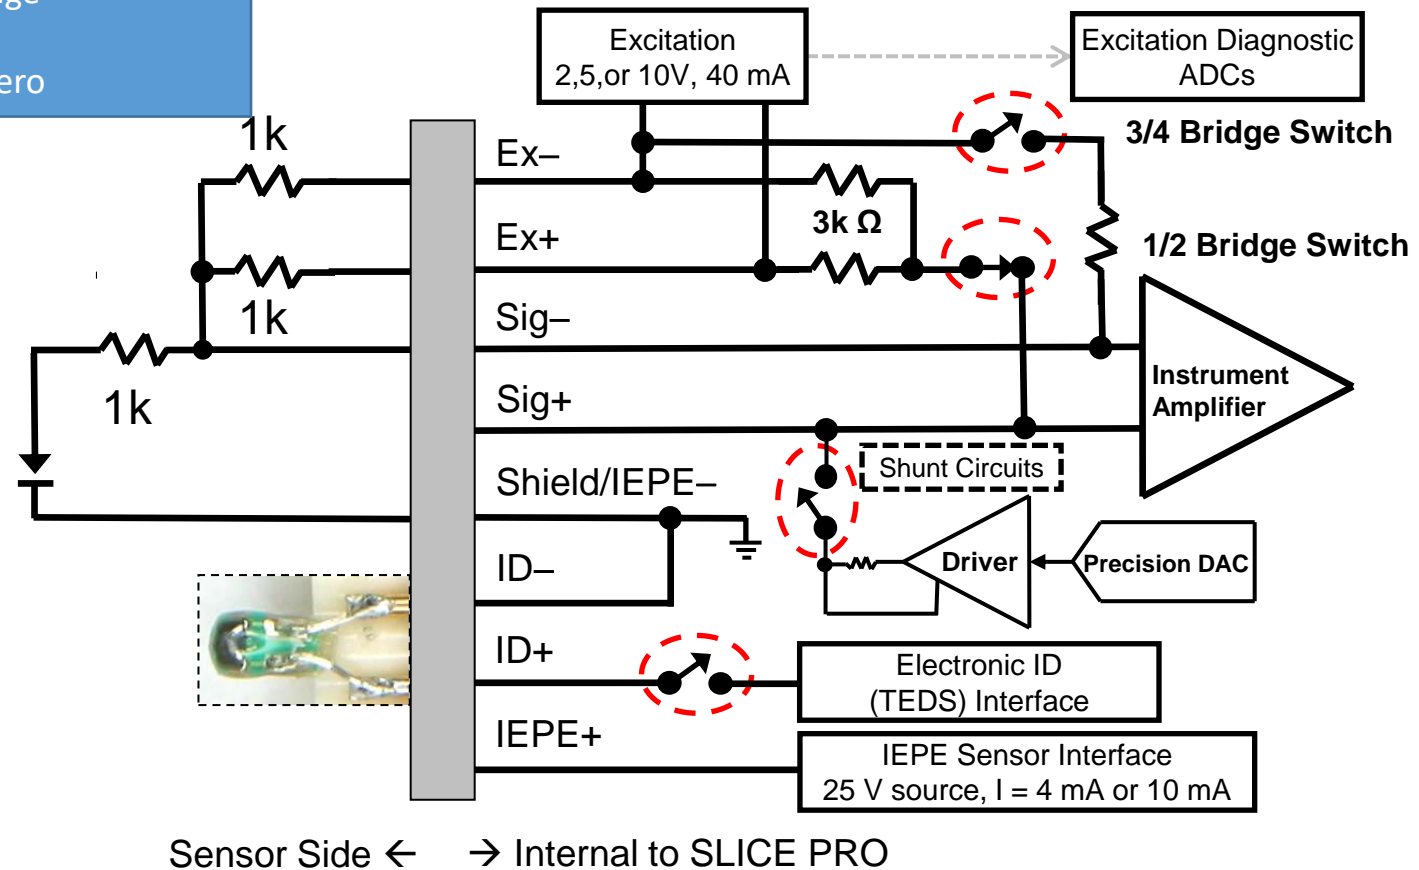 ero
Excitation
2,5,or 10V, 40 mA
Excitation Diagnostic
ADCs
3/4 Bridge Switch
1k
Ex–
3k Ω
Ex+
1/2 Bridge Switch
1k
Sig–
1k
Sig+
Instrument
Amplifier
Shunt Circuits
Shield/IEPE–
ID–
Driver
Precision DAC
ID+
Electronic ID
(TEDS) Interface
IEPE+
IEPE Sensor Interface
25 V source, I = 4 mA or 10 mA
Sensor Side ← → Internal to SLICE PRO